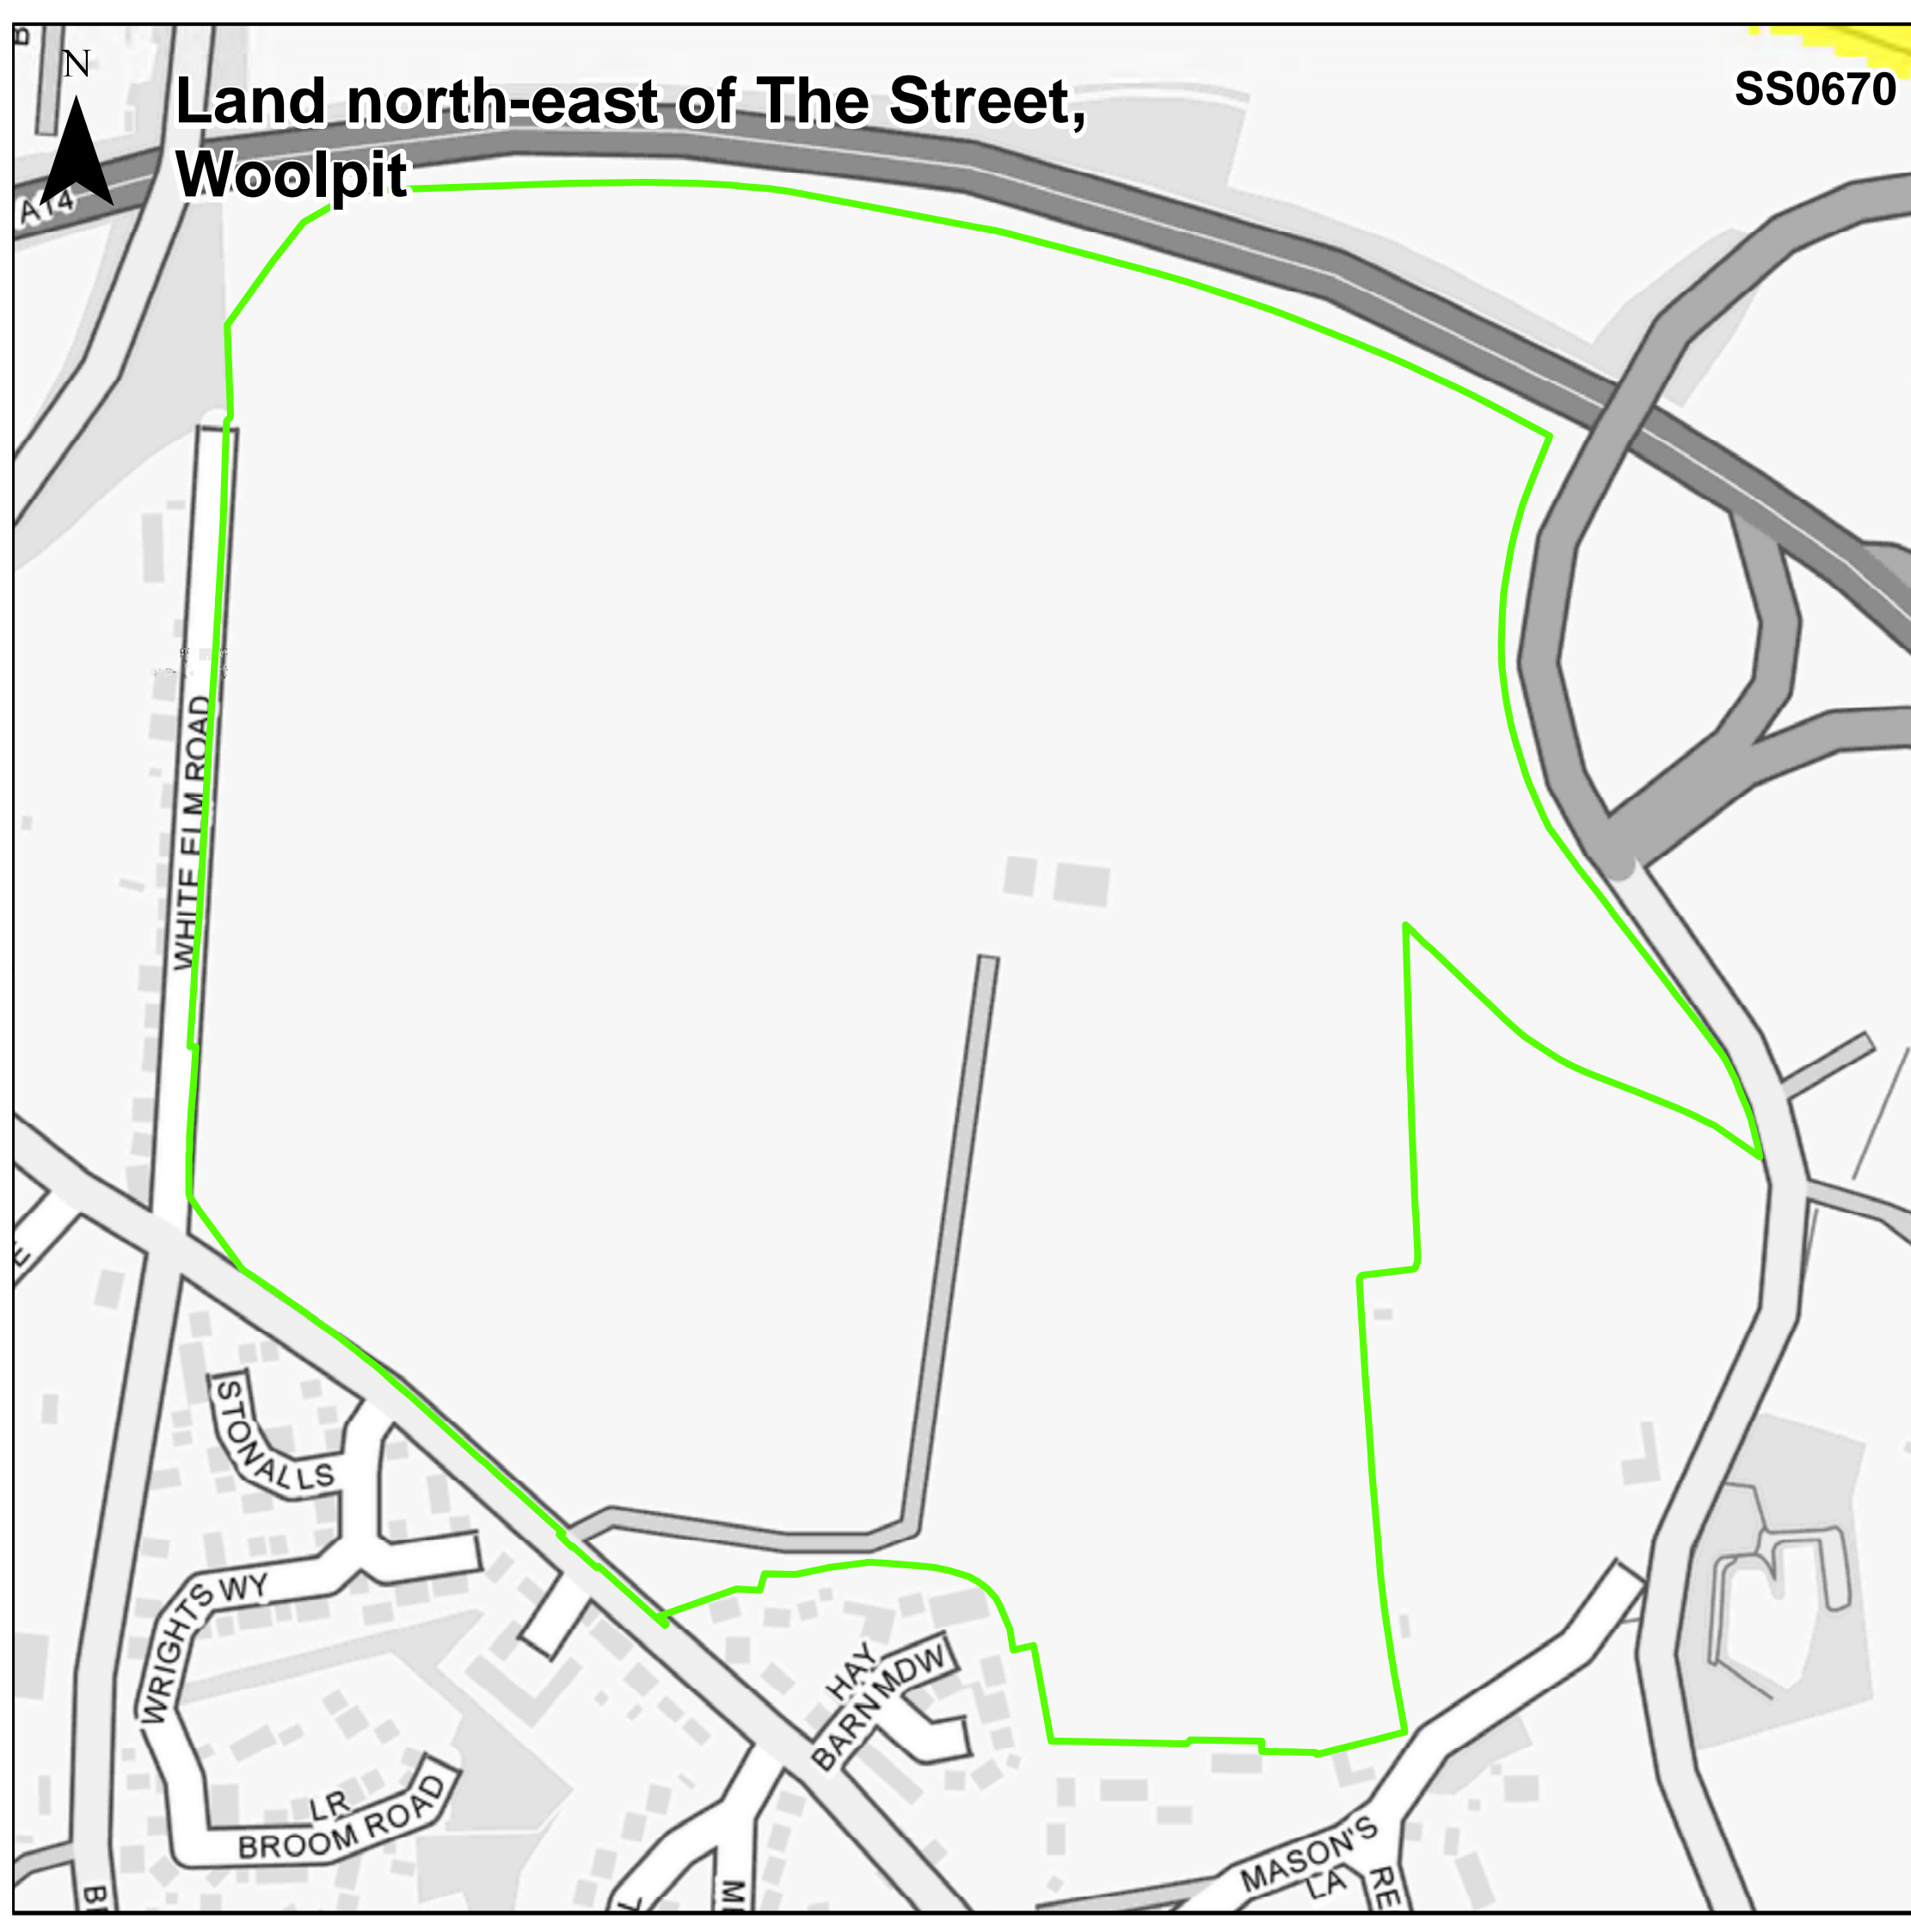 N
Land north-east of The Street,
Woolpit
SS0670
A14
WHITE ELM ROAD
STONALLS
WRIGHTS WY
HAY
BARN MDW
LR
BROOM ROAD
MASON'S
LA
RE